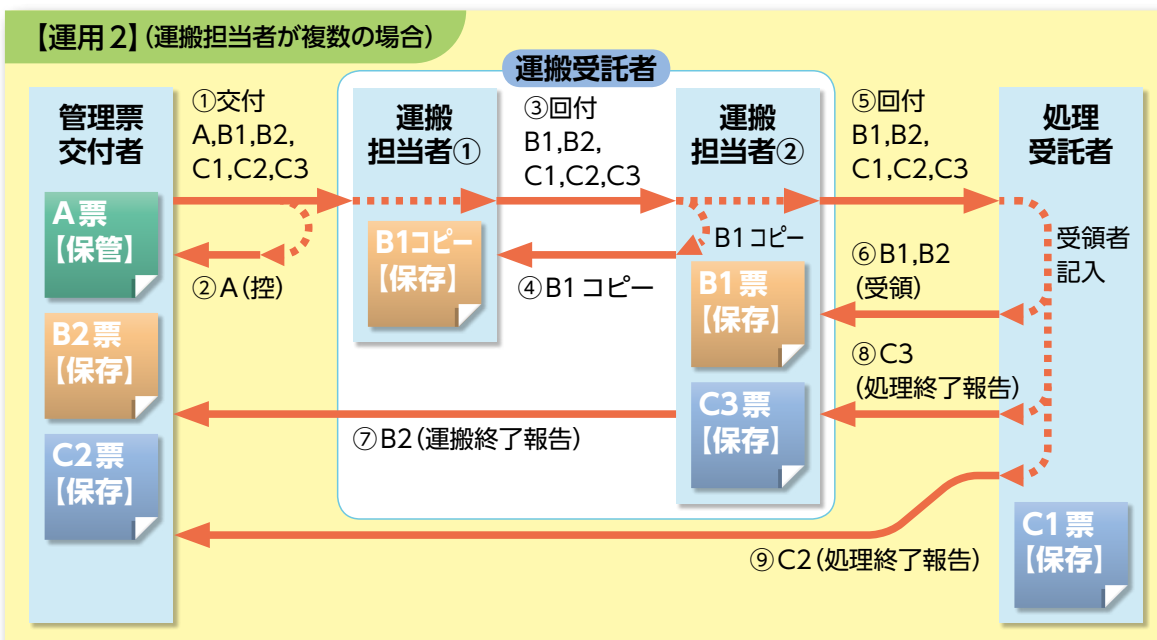 【運用2】(運搬担当者が複数の場合)
運搬受託者
管理票
交付者
①交付
A,B1,B2,
C1,C2,C3
運搬
担当者①
③回付
B1,B2,
C1,C2,C3
運搬
担当者②
⑤回付
B1,B2,
C1,C2,C3
処理
受託者
A票
【保管】
②A(控)
B1コピー
【保存】
④B1コピー
B1コピー
B1票
【保存】
⑥B1,B2
(受領)
受領者
記入
B2票
【保存】
⑧C3
(処理終了報告)
C3票
【保存】
⑦B2(運搬終了報告)
C2票
【保存】
⑨C2(処理終了報告)
C1票
【保存】